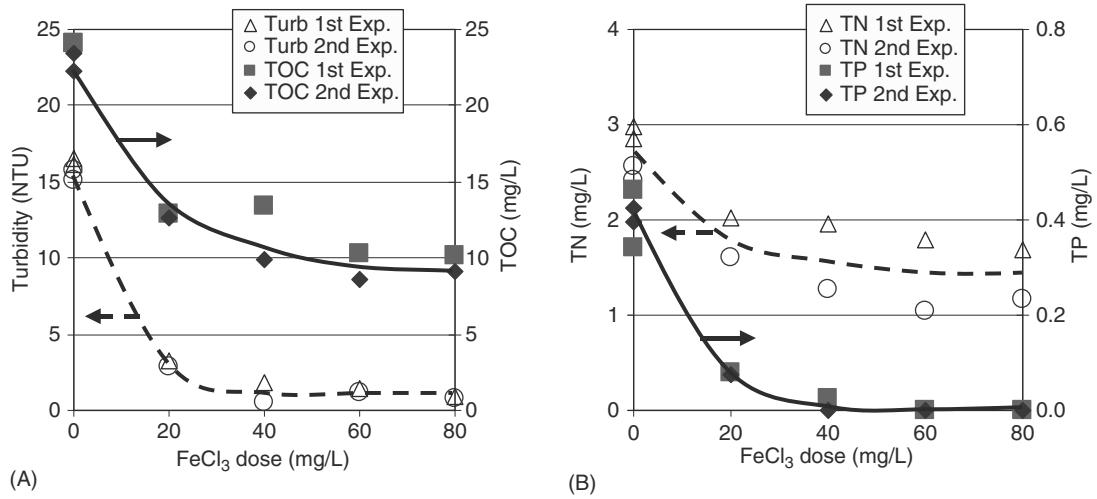 Turb 1st Exp.
Turb 2nd Exp.
TOC 1st Exp.
TOC 2nd Exp.
25
20
15
10
5
0
Turbidity (NTU)
25
20
15
10
5
0
TOC (mg/L)
0 20 40 60 80
FeCl₃ dose (mg/L)
(A)
TN 1st Exp.
TN 2nd Exp.
TP 1st Exp.
TP 2nd Exp.
4
3
2
1
0
TN (mg/L)
0.8
0.6
0.4
0.2
0.0
TP (mg/L)
0 20 40 60 80
FeCl₃ dose (mg/L)
(B)